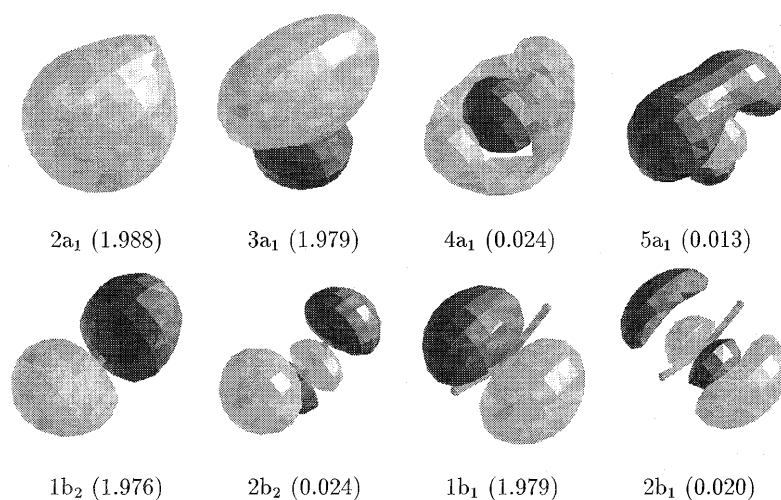 2a₁ (1.988) 3a₁ (1.979) 4a₁ (0.024) 5a₁ (0.013)
1b₂ (1.976) 2b₂ (0.024) 1b₁ (1.979) 2b₁ (0.020)